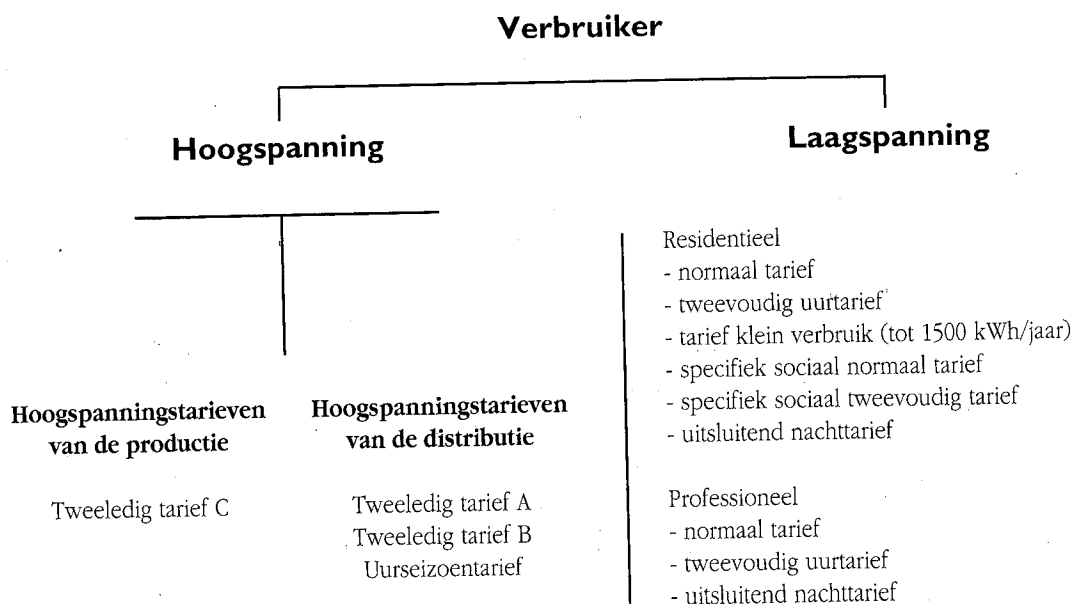 Verbruiker
Hoogspanning
Laagspanning
Hoogspanningstarieven
van de productie
Tweeledig tarief C
Hoogspanningstarieven
van de distributie
Tweeledig tarief A
Tweeledig tarief B
Uurseizoentarief
Residentieel
- normaal tarief
- tweevoudig uurtarief
- tarief klein verbruik (tot 1500 kWh/jaar)
- specifiek sociaal normaal tarief
- specifiek sociaal tweevoudig tarief
- uitsluitend nachttarief
Professioneel
- normaal tarief
- tweevoudig uurtarief
- uitsluitend nachttarief